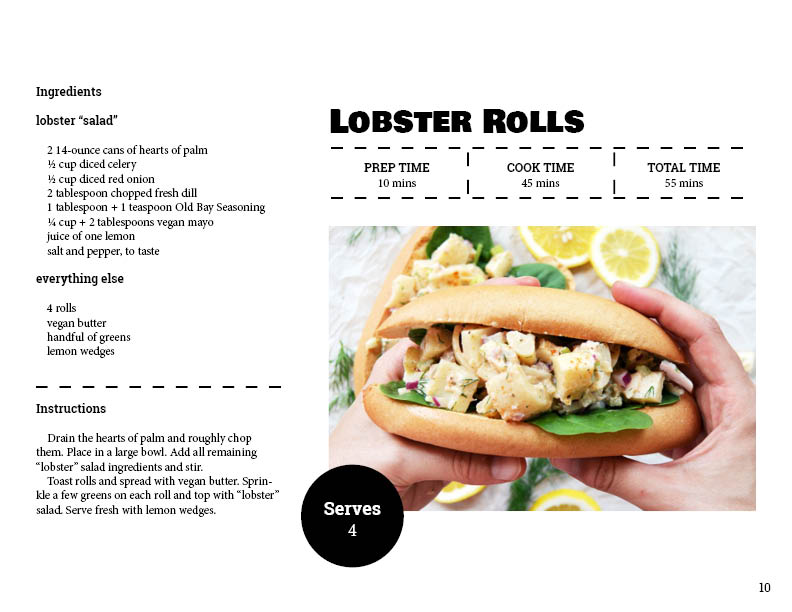 Ingredients
lobster “salad”
2 14-ounce cans of hearts of palm
½ cup diced celery
½ cup diced red onion
2 tablespoon chopped fresh dill
1 tablespoon + 1 teaspoon Old Bay Seasoning
¼ cup + 2 tablespoons vegan mayo
juice of one lemon
salt and pepper, to taste
everything else
4 rolls
vegan butter
handful of greens
lemon wedges
Instructions
Drain the hearts of palm and roughly chop
them. Place in a large bowl. Add all remaining
“lobster” salad ingredients and stir.
Toast rolls and spread with vegan butter. Sprin-
kle a few greens on each roll and top with “lobster”
salad. Serve fresh with lemon wedges.
Lobster Rolls
PREP TIME
10 mins
COOK TIME
45 mins
TOTAL TIME
55 mins
Serves
4
10